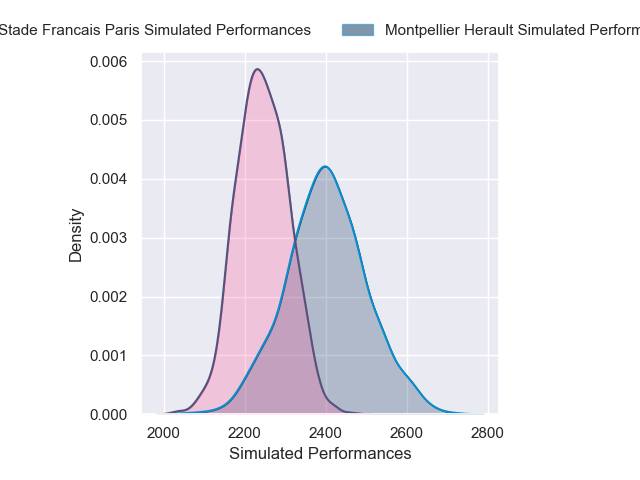 Stade Francais Paris Simulated Performances
Montpellier Herault Simulated Perform
0.006
0.005
0.004
0.003
0.002
0.001
0.000
Density
2000 2200 2400 2600 2800
Simulated Performances